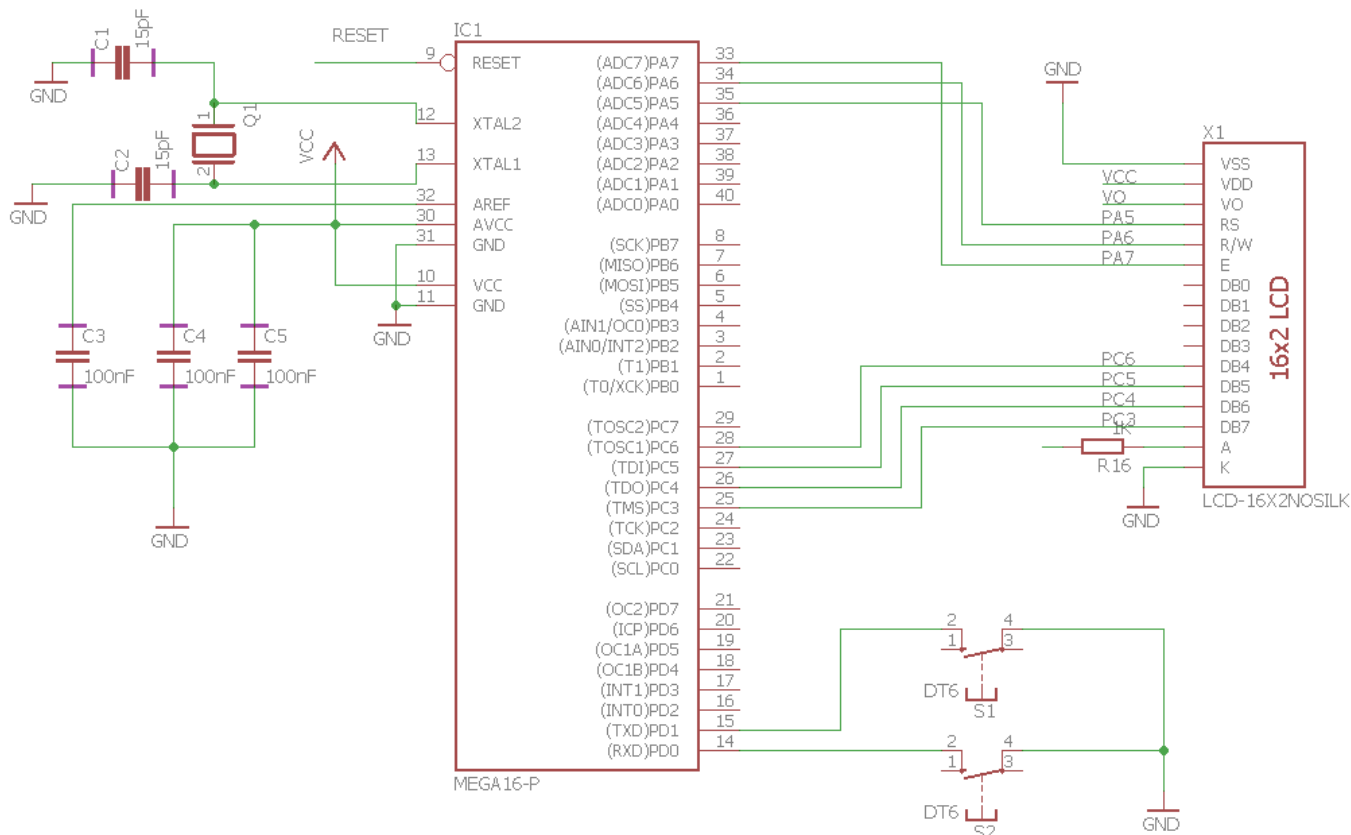 C1
15pF
GND
RESET
IC1
Q1
1
2
C2
15pF
GND
VCC
9 RESET
12 XTAL2
13 XTAL1
32 AREF
30 AVCC
31 GND
10 VCC
11 GND
GND
C3
100nF
C4
100nF
C5
100nF
GND
(ADC7)PA7 33
(ADC6)PA6 34
(ADC5)PA5 35
(ADC4)PA4 36
(ADC3)PA3 37
(ADC2)PA2 38
(ADC1)PA1 39
(ADC0)PA0 40
(SCK)PB7 8
(MISO)PB6 7
(MOSI)PB5 6
(SS)PB4 5
(AIN1/OC0)PB3 4
(AIN0/INT2)PB2 3
(T1)PB1 2
(T0/XCK)PB0 1
(TOSC2)PC7 29
(TOSC1)PC6 28
(TDI)PC5 27
(TDO)PC4 26
(TMS)PC3 25
(TCK)PC2 24
(SDA)PC1 23
(SCL)PC0 22
(OC2)PD7 21
(ICP)PD6 20
(OC1A)PD5 19
(OC1B)PD4 18
(INT1)PD3 17
(INT0)PD2 16
(TXD)PD1 15
(RXD)PD0 14
MEGA16-P
GND
X1
VSS
VCC VDD
VO VO
PA5 RS
PA6 R/W
PA7 E
DB0
DB1
DB2
DB3
PC6 DB4
PC5 DB5
PC4 DB6
PC3 DB7
1K
R16
A
K
16x2 LCD
GND
LCD-16X2NOSILK
2 4
1 3
DT6
S1
2 4
1 3
DT6
S2
GND